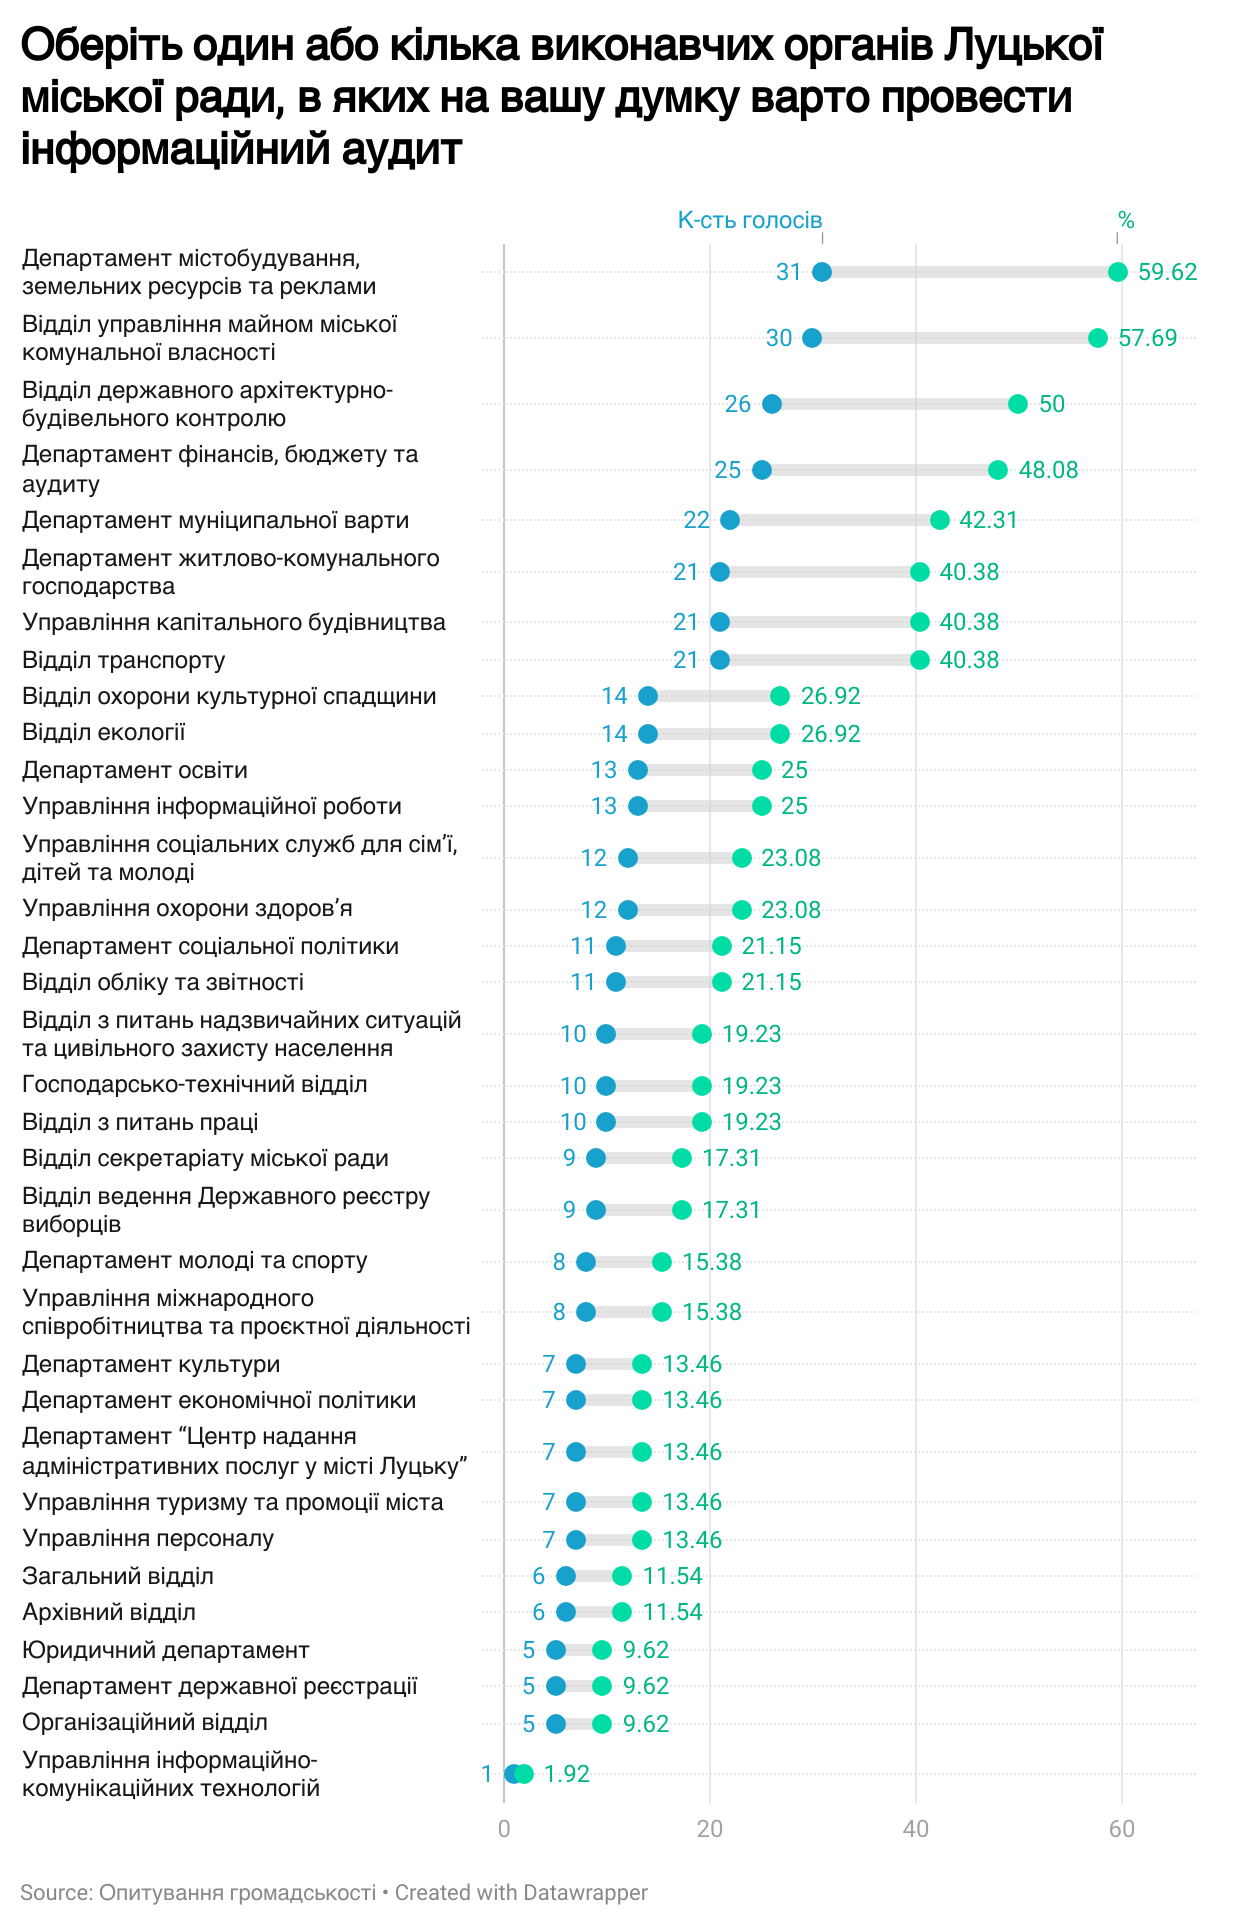 Оберіть один або кілька виконавчих органів Луцької
міської ради, в яких на вашу думку варто провести
інформаційний аудит
К-сть голосів %
Департамент містобудування,
земельних ресурсів та реклами
31 59.62
Відділ управління майном міської
комунальної власності
30 57.69
Відділ державного архітектурно-
будівельного контролю
26 50
Департамент фінансів, бюджету та
аудиту
25 48.08
Департамент муніципальної варти 22 42.31
Департамент житлово-комунального
господарства
21 40.38
Управління капітального будівництва 21 40.38
Відділ транспорту 21 40.38
Відділ охорони культурної спадщини 14 26.92
Відділ екології 14 26.92
Департамент освіти 13 25
Управління інформаційної роботи 13 25
Управління соціальних служб для сім’ї,
дітей та молоді
12 23.08
Управління охорони здоров’я 12 23.08
Департамент соціальної політики 11 21.15
Відділ обліку та звітності 11 21.15
Відділ з питань надзвичайних ситуацій
та цивільного захисту населення
10 19.23
Господарсько-технічний відділ 10 19.23
Відділ з питань праці 10 19.23
Відділ секретаріату міської ради 9 17.31
Відділ ведення Державного реєстру
виборців
9 17.31
Департамент молоді та спорту 8 15.38
Управління міжнародного
співробітництва та проєктної діяльності
8 15.38
Департамент культури 7 13.46
Департамент економічної політики 7 13.46
Департамент “Центр надання
адміністративних послуг у місті Луцьку”
7 13.46
Управління туризму та промоції міста 7 13.46
Управління персоналу 7 13.46
Загальний відділ 6 11.54
Архівний відділ 6 11.54
Юридичний департамент 5 9.62
Департамент державної реєстрації 5 9.62
Організаційний відділ 5 9.62
Управління інформаційно-
комунікаційних технологій
1 1.92
0 20 40 60
Source: Опитування громадськості • Created with Datawrapper